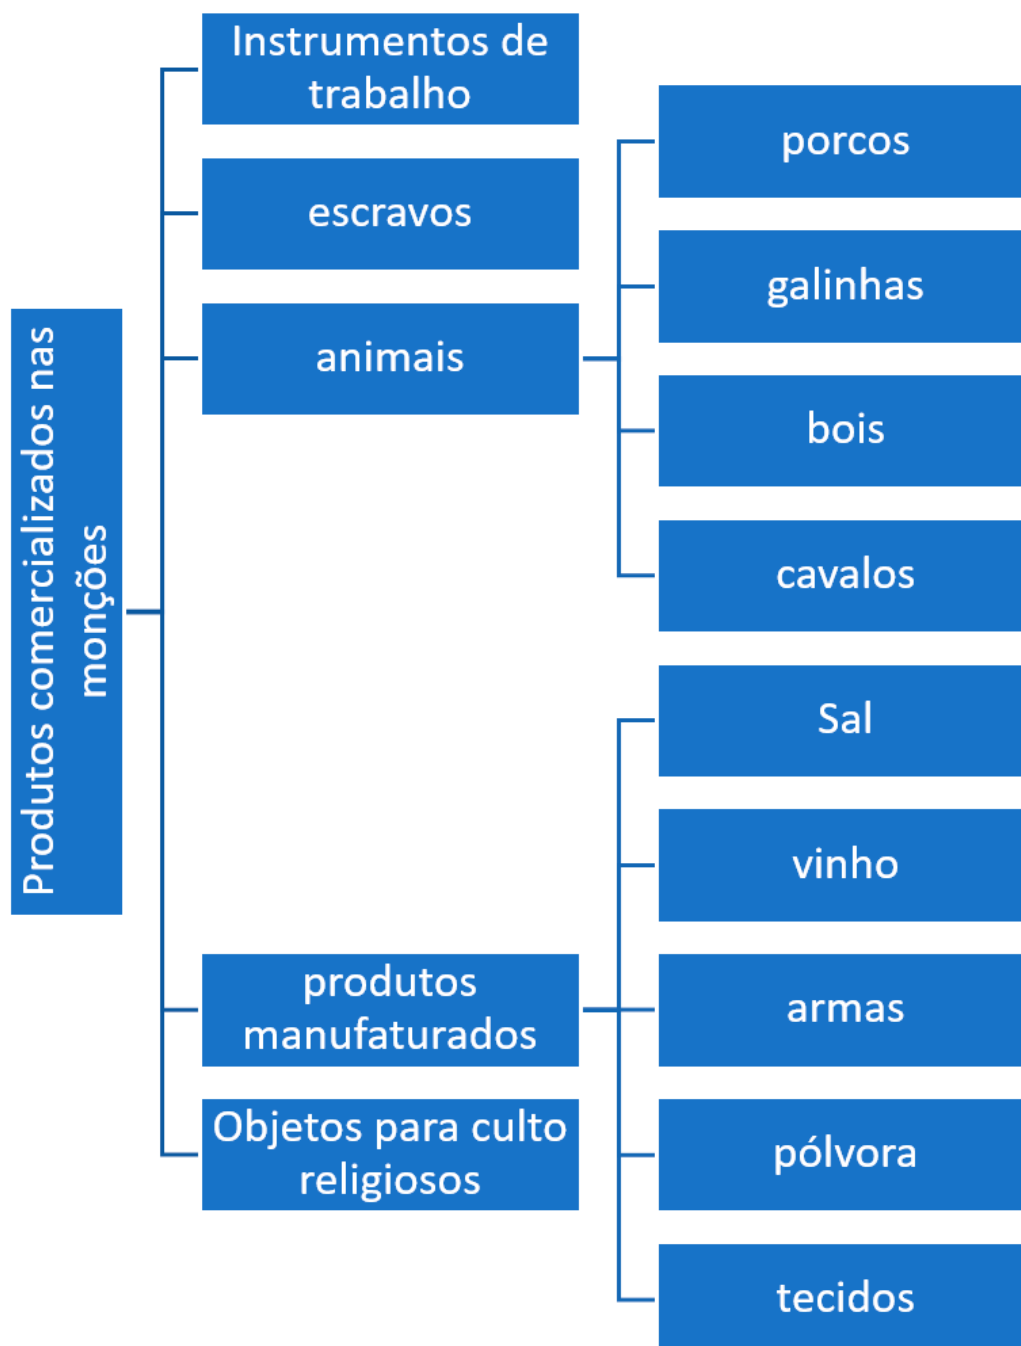 Produtos comercializados nas
monções
Instrumentos de
trabalho
escravos
animais
porcos
galinhas
bois
cavalos
produtos
manufaturados
Sal
vinho
armas
pólvora
tecidos
Objetos para culto
religiosos